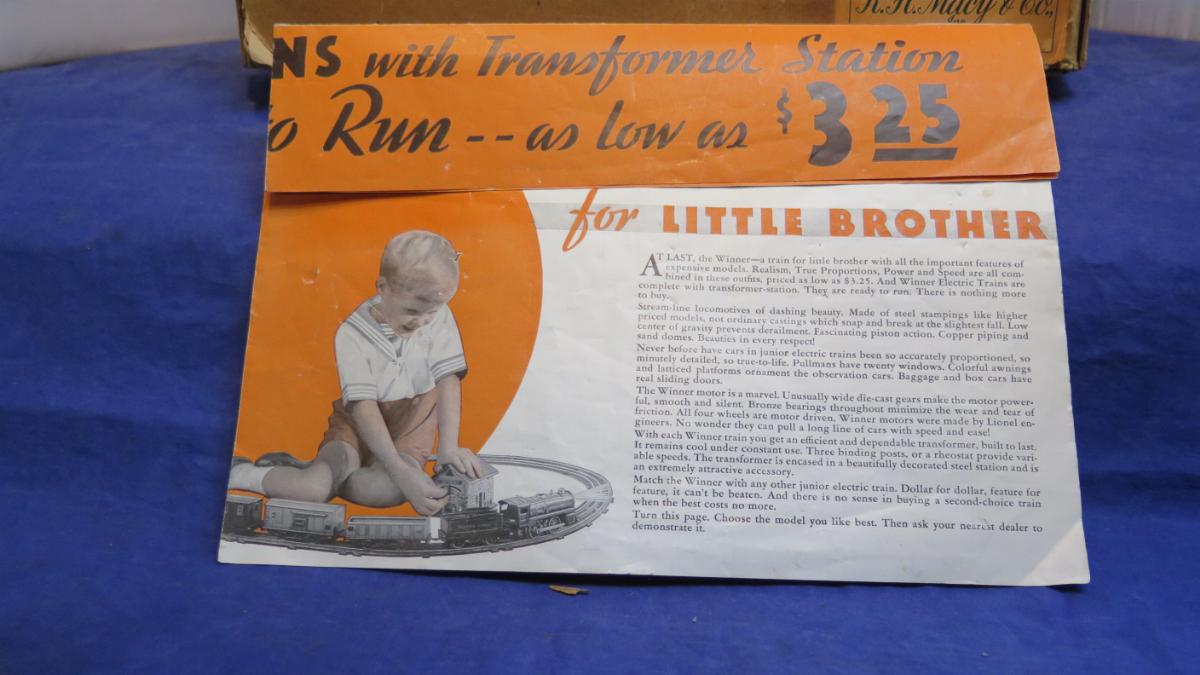 R. H. Macy & Co.,
NS with Transformer Station
o Run -- as low as $3.25
for LITTLE BROTHER
AT LAST, the Winner—a train for little brother with all the important features of
expensive models. Realism, True Proportions, Power and Speed are all com-
bined in these outfits, priced as low as $3.25. And Winner Electric Trains are
complete with transformer-station. They are ready to run. There is nothing more
to buy.
Stream-line locomotives of dashing beauty. Made of steel stampings like higher
priced models, not ordinary castings which snap and break at the slightest fall. Low
center of gravity prevents derailment. Fascinating piston action. Copper piping and
sand domes. Beauties in every respect!
Never before have cars in junior electric trains been so accurately proportioned, so
minutely detailed, so true-to-life. Pullmans have twenty windows. Colorful awnings
and latticed platforms ornament the observation cars. Baggage and box cars have
real sliding doors.
The Winner motor is a marvel. Unusually wide die-cast gears make the motor power-
ful, smooth and silent. Bronze bearings throughout minimize the wear and tear of
friction. All four wheels are motor driven. Winner motors were made by Lionel en-
gineers. No wonder they can pull a long line of cars with speed and ease!
With each Winner train you get an efficient and dependable transformer, built to last.
It remains cool under constant use. Three binding posts, or a rheostat provide vari-
able speeds. The transformer is encased in a beautifully decorated steel station and is
an extremely attractive accessory.
Match the Winner with any other junior electric train. Dollar for dollar, feature for
feature, it can't be beaten. And there is no sense in buying a second-choice train
when the best costs no more.
Turn this page. Choose the model you like best. Then ask your nearest dealer to
demonstrate it.